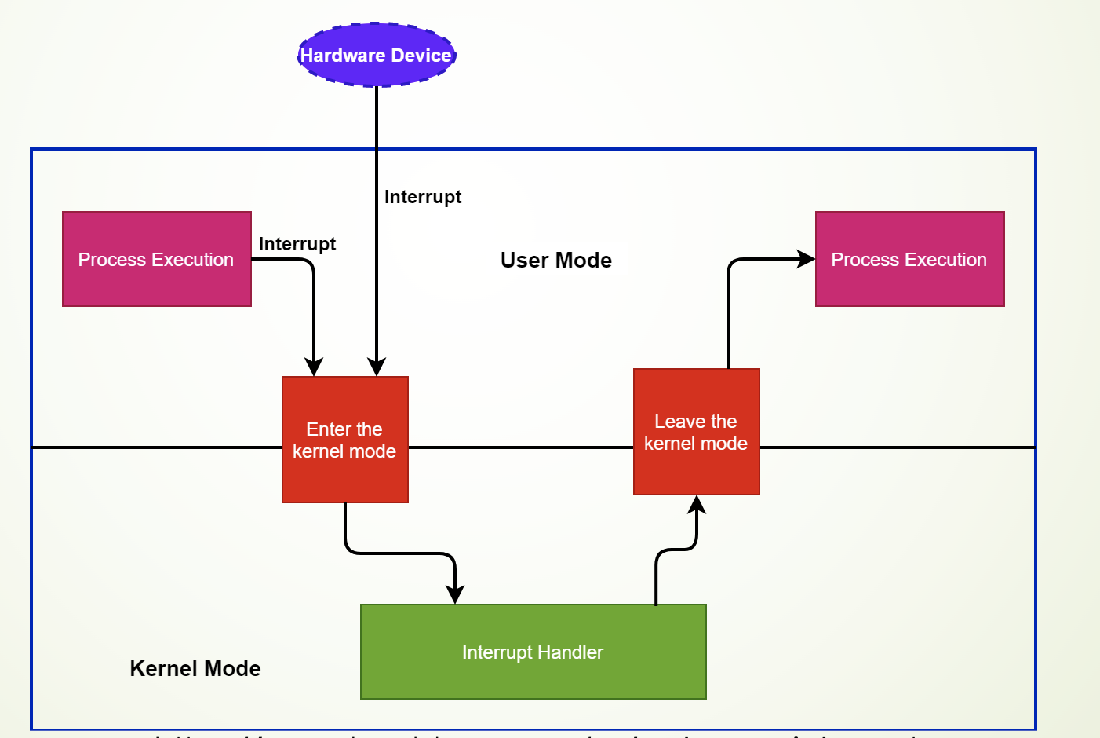 Hardware Device
Interrupt
Process Execution
Interrupt
User Mode
Process Execution
Enter the
kernel mode
Leave the
kernel mode
Interrupt Handler
Kernel Mode